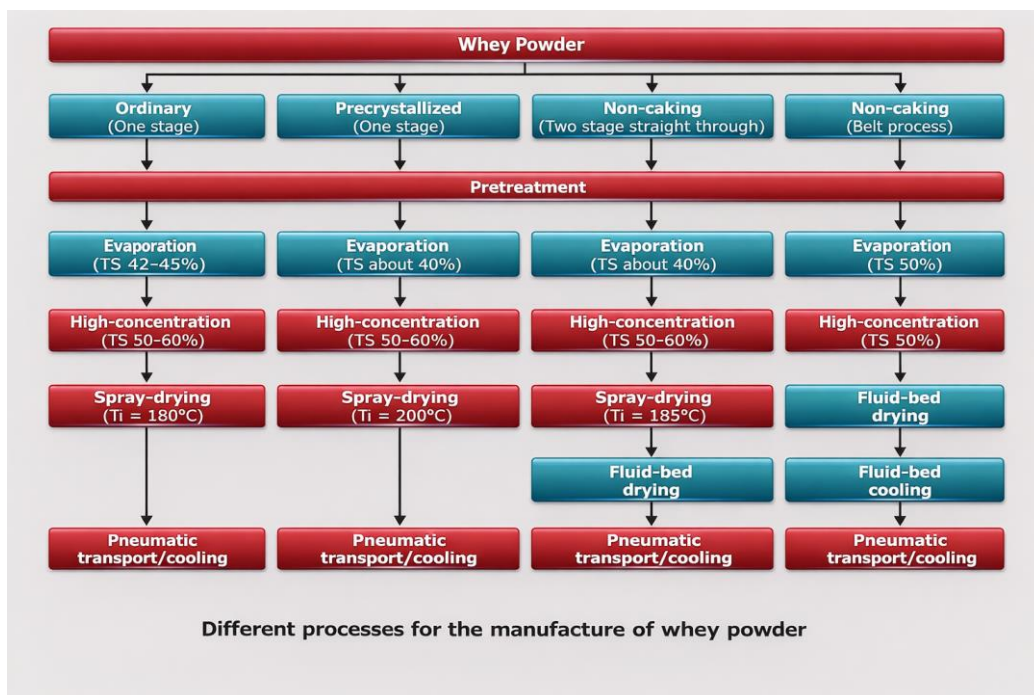 Whey Powder
Ordinary
(One stage)
Precrystallized
(One stage)
Non-caking
(Two stage straight through)
Non-caking
(Belt process)
Pretreatment
Evaporation
(TS 42–45%)
Evaporation
(TS about 40%)
Evaporation
(TS about 40%)
Evaporation
(TS 50%)
High-concentration
(TS 50–60%)
High-concentration
(TS 50–60%)
High-concentration
(TS 50–60%)
High-concentration
(TS 50%)
Spray-drying
(Ti = 180°C)
Spray-drying
(Ti = 200°C)
Spray-drying
(Ti = 185°C)
Fluid-bed
drying
Fluid-bed
drying
Fluid-bed
cooling
Pneumatic
transport/cooling
Pneumatic
transport/cooling
Pneumatic
transport/cooling
Pneumatic
transport/cooling
Different processes for the manufacture of whey powder